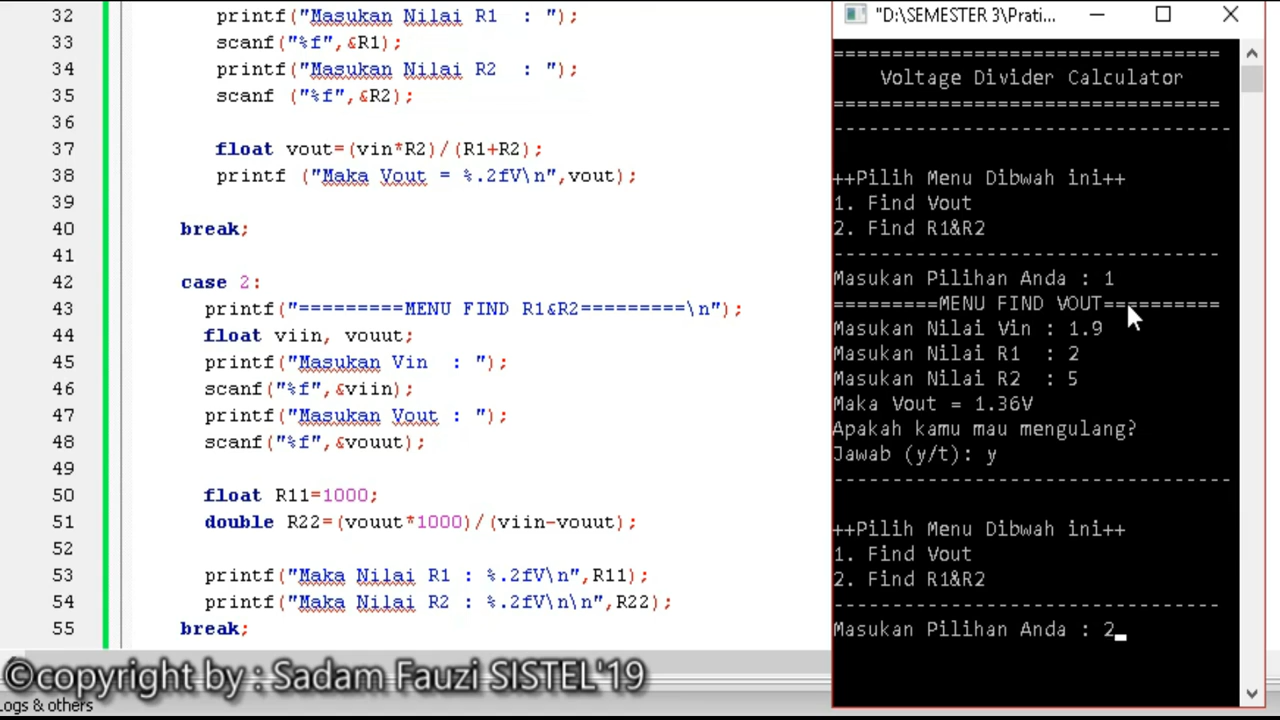 32 printf("Masukan Nilai R1  : ");
33 scanf("%f",&R1);
34 printf("Masukan Nilai R2  : ");
35 scanf ("%f",&R2);
36
37 float vout=(vin*R2)/(R1+R2);
38 printf ("Maka Vout = %.2fV\n",vout);
39
40 break;
41
42 case 2:
43 printf("=========MENU FIND R1&R2=========\n");
44 float viin, vouut;
45 printf("Masukan Vin  : ");
46 scanf("%f",&viin);
47 printf("Masukan Vout : ");
48 scanf("%f",&vouut);
49
50 float R11=1000;
51 double R22=(vouut*1000)/(viin-vouut);
52
53 printf("Maka Nilai R1 : %.2fV\n",R11);
54 printf("Maka Nilai R2 : %.2fV\n\n",R22);
55 break;
"D:\SEMESTER 3\Prati...
=================================
Voltage Divider Calculator
=================================
----------------------------------
++Pilih Menu Dibwah ini++
1. Find Vout
2. Find R1&R2
---------------------------------
Masukan Pilihan Anda : 1
=========MENU FIND VOUT==========
Masukan Nilai Vin : 1.9
Masukan Nilai R1  : 2
Masukan Nilai R2  : 5
Maka Vout = 1.36V
Apakah kamu mau mengulang?
Jawab (y/t): y
----------------------------------
++Pilih Menu Dibwah ini++
1. Find Vout
2. Find R1&R2
---------------------------------
Masukan Pilihan Anda : 2_
©copyright by : Sadam Fauzi SISTEL'19
Logs & others